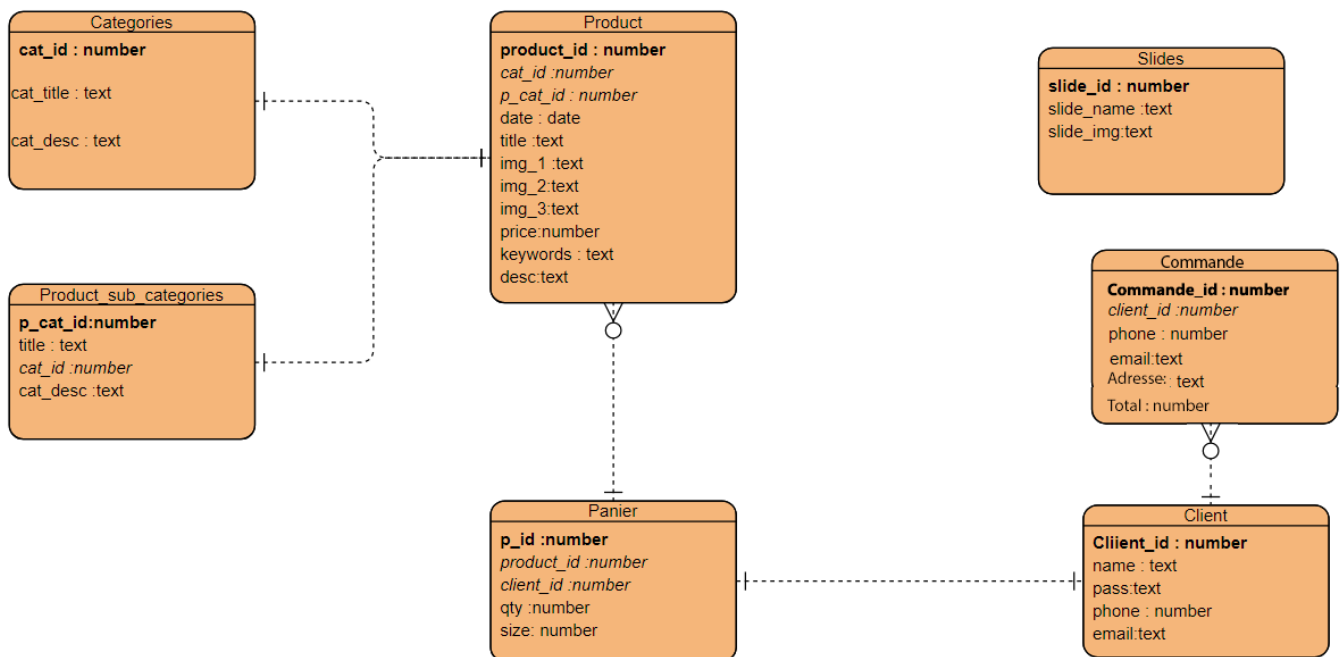 Categories
cat_id : number
cat_title : text
cat_desc : text
Product
product_id : number
cat_id :number
p_cat_id : number
date : date
title :text
img_1 :text
img_2:text
img_3:text
price:number
keywords : text
desc:text
Slides
slide_id : number
slide_name :text
slide_img:text
Product_sub_categories
p_cat_id:number
title : text
cat_id :number
cat_desc :text
Commande
Commande_id : number
client_id :number
phone : number
email:text
Adresse: : text
Total : number
Panier
p_id :number
product_id :number
client_id :number
qty :number
size: number
Client
Cliient_id : number
name : text
pass:text
phone : number
email:text